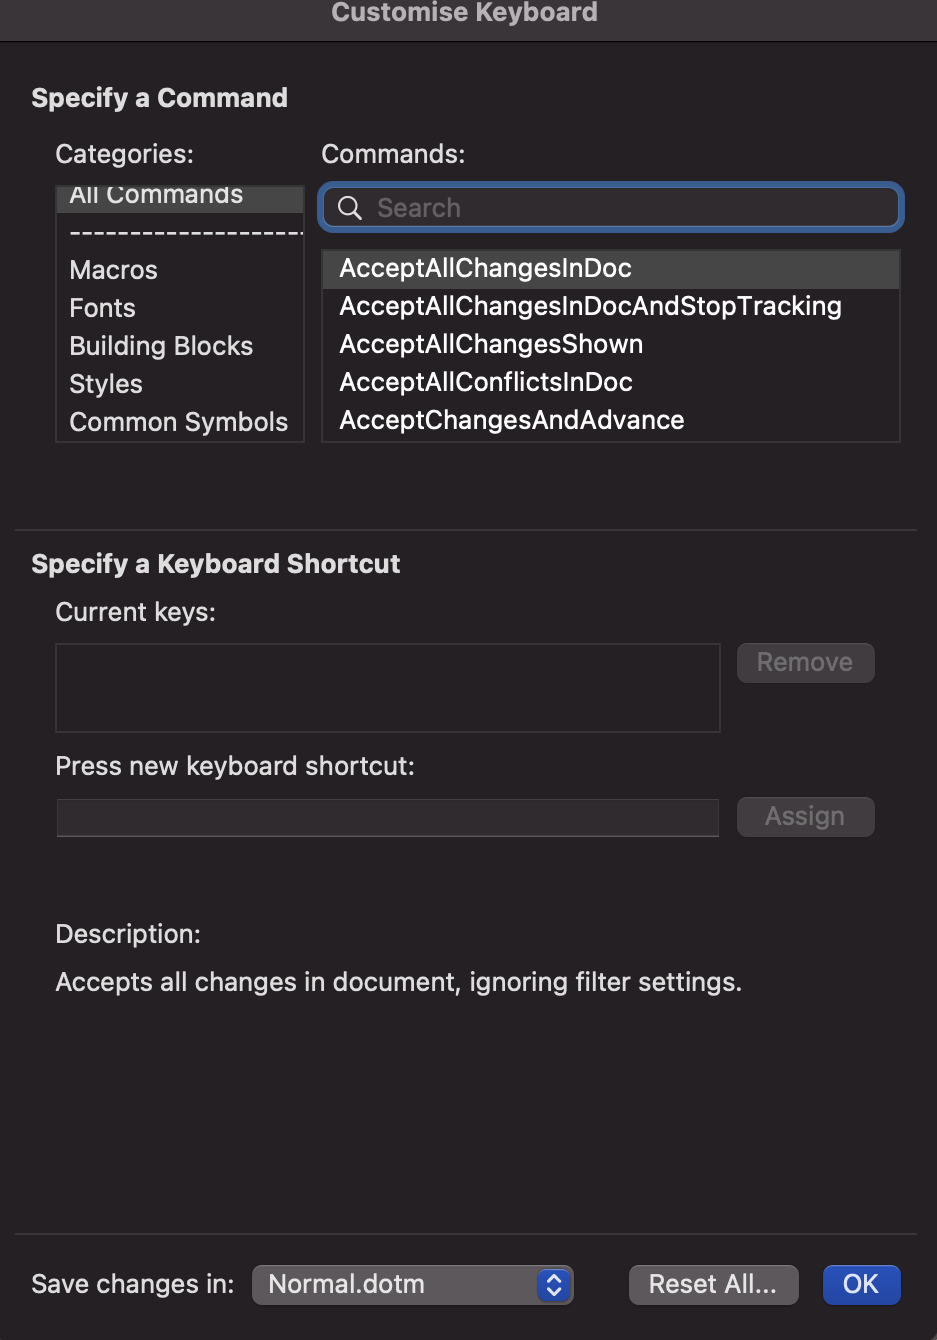 Customise Keyboard
Specify a Command
Categories:
Commands:
All Commands
--------------------
Macros
Fonts
Building Blocks
Styles
Common Symbols
Search
AcceptAllChangesInDoc
AcceptAllChangesInDocAndStopTracking
AcceptAllChangesShown
AcceptAllConflictsInDoc
AcceptChangesAndAdvance
Specify a Keyboard Shortcut
Current keys:
Remove
Press new keyboard shortcut:
Assign
Description:
Accepts all changes in document, ignoring filter settings.
Save changes in:
Normal.dotm
Reset All...
OK